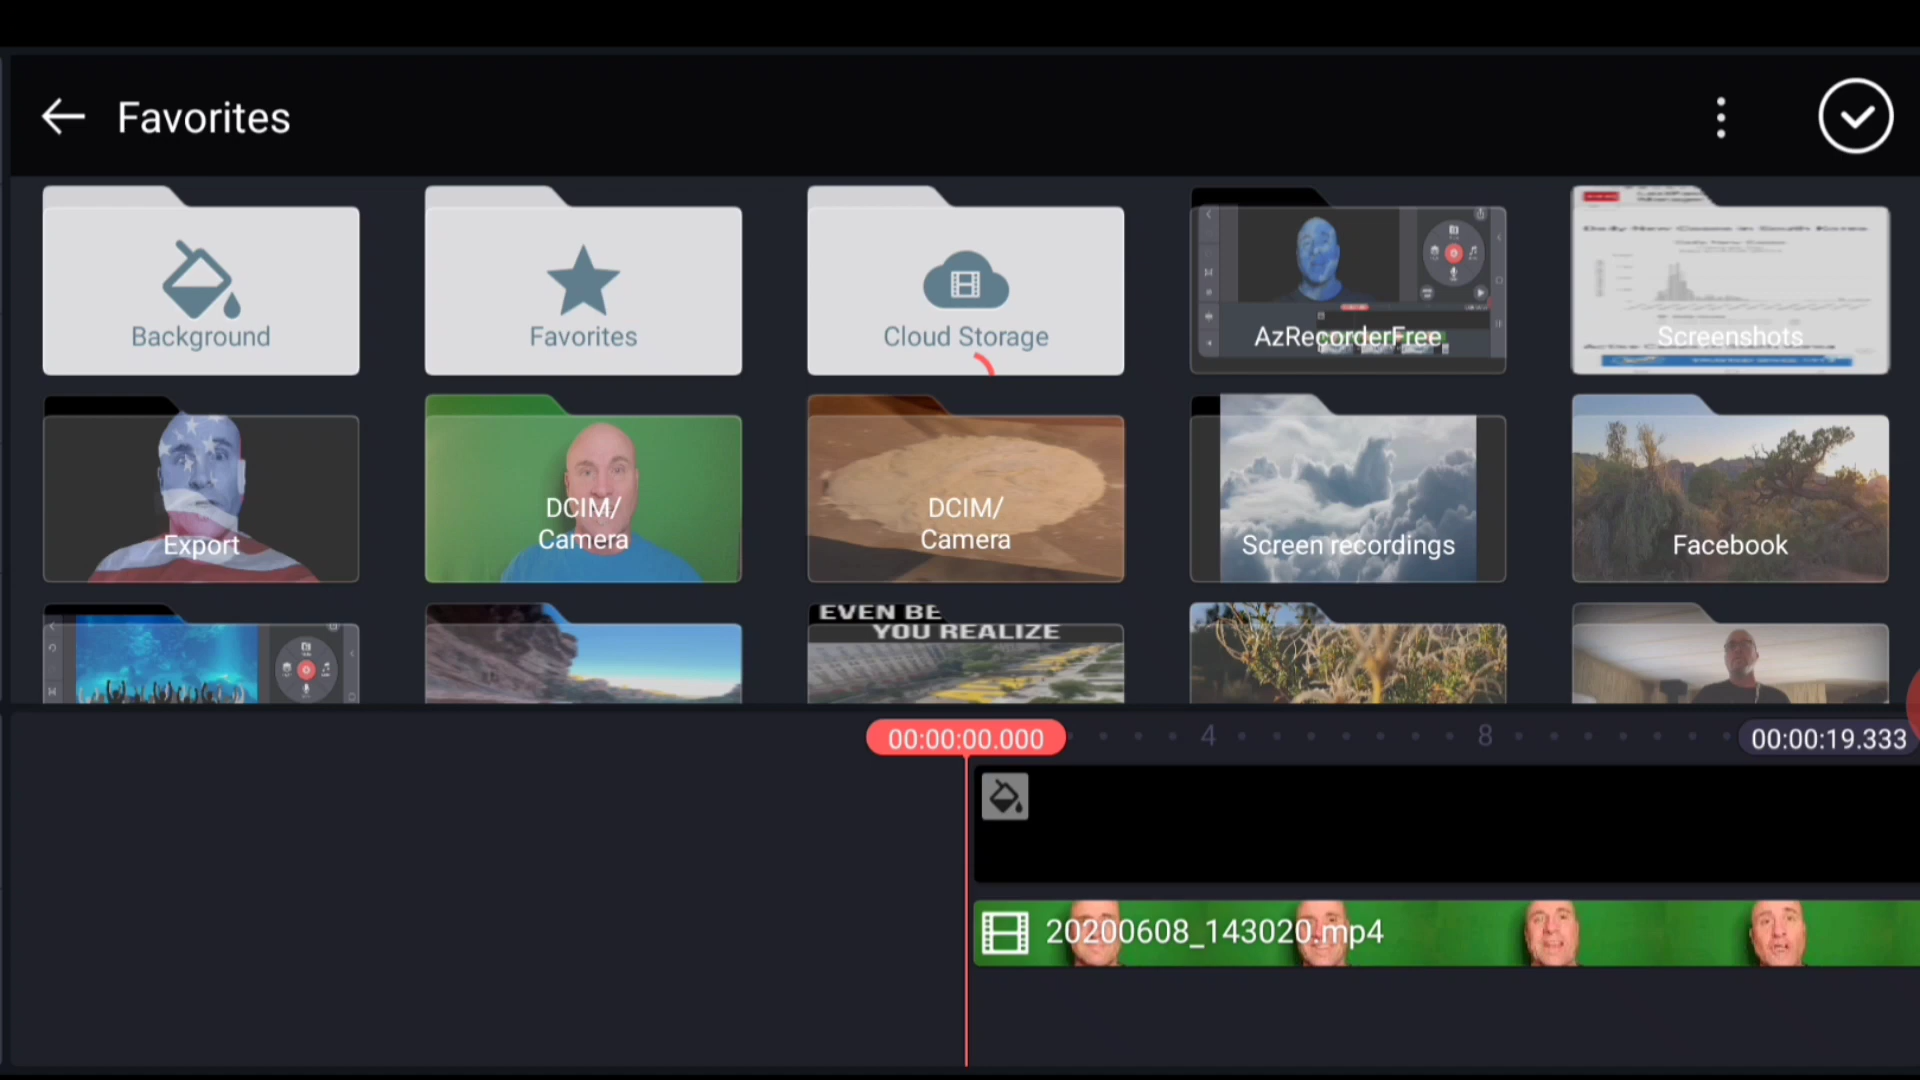 Favorites
Background
Favorites
Cloud Storage
AzRecorderFree
Screenshots
Export
DCIM/
Camera
DCIM/
Camera
Screen recordings
Facebook
EVEN BE
YOU REALIZE
00:00:00.000
4
8
00:00:19.333
20200608_143020.mp4